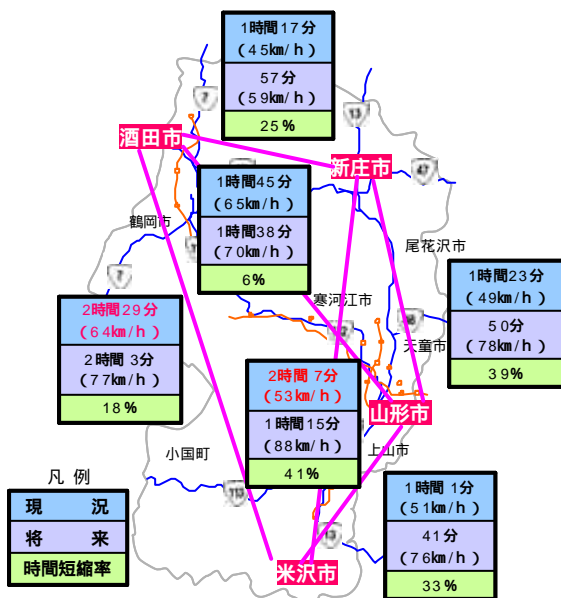 1時間17分
(45km/h)
57分
(59km/h)
25%
7
13
酒田市
新庄市
47
1時間45分
(65km/h)
1時間38分
(70km/h)
6%
鶴岡市
尾花沢市
7
1時間23分
(49km/h)
50分
(78km/h)
39%
寒河江市
2時間29分
(64km/h)
2時間 3分
(77km/h)
18%
天童市
2時間 7分
(53km/h)
1時間15分
(88km/h)
41%
山形市
小国町
上山市
凡 例
現 況
将 来
時間短縮率
113
1時間 1分
(51km/h)
41分
(76km/h)
33%
13
米沢市